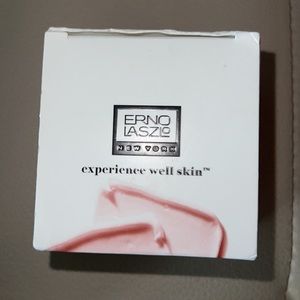 ERNO
LASZLO
NEW YORK
experience well skin™